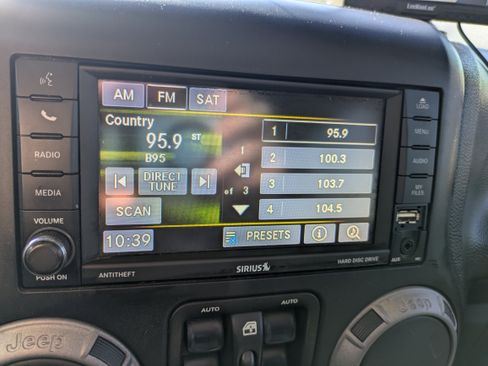 LOAD
MENU
AUDIO
MY
FILES
AUX
RADIO
MEDIA
VOLUME
PUSH ON
AM FM SAT
Country
95.9 ST
B95
DIRECT
TUNE
SCAN
10:39
1
of 3
1 95.9
2 100.3
3 103.7
4 104.5
PRESETS
i
ANTITHEFT
SIRIUS
HARD DISC DRIVE
AUTO
AUTO
Jeep
Jeep